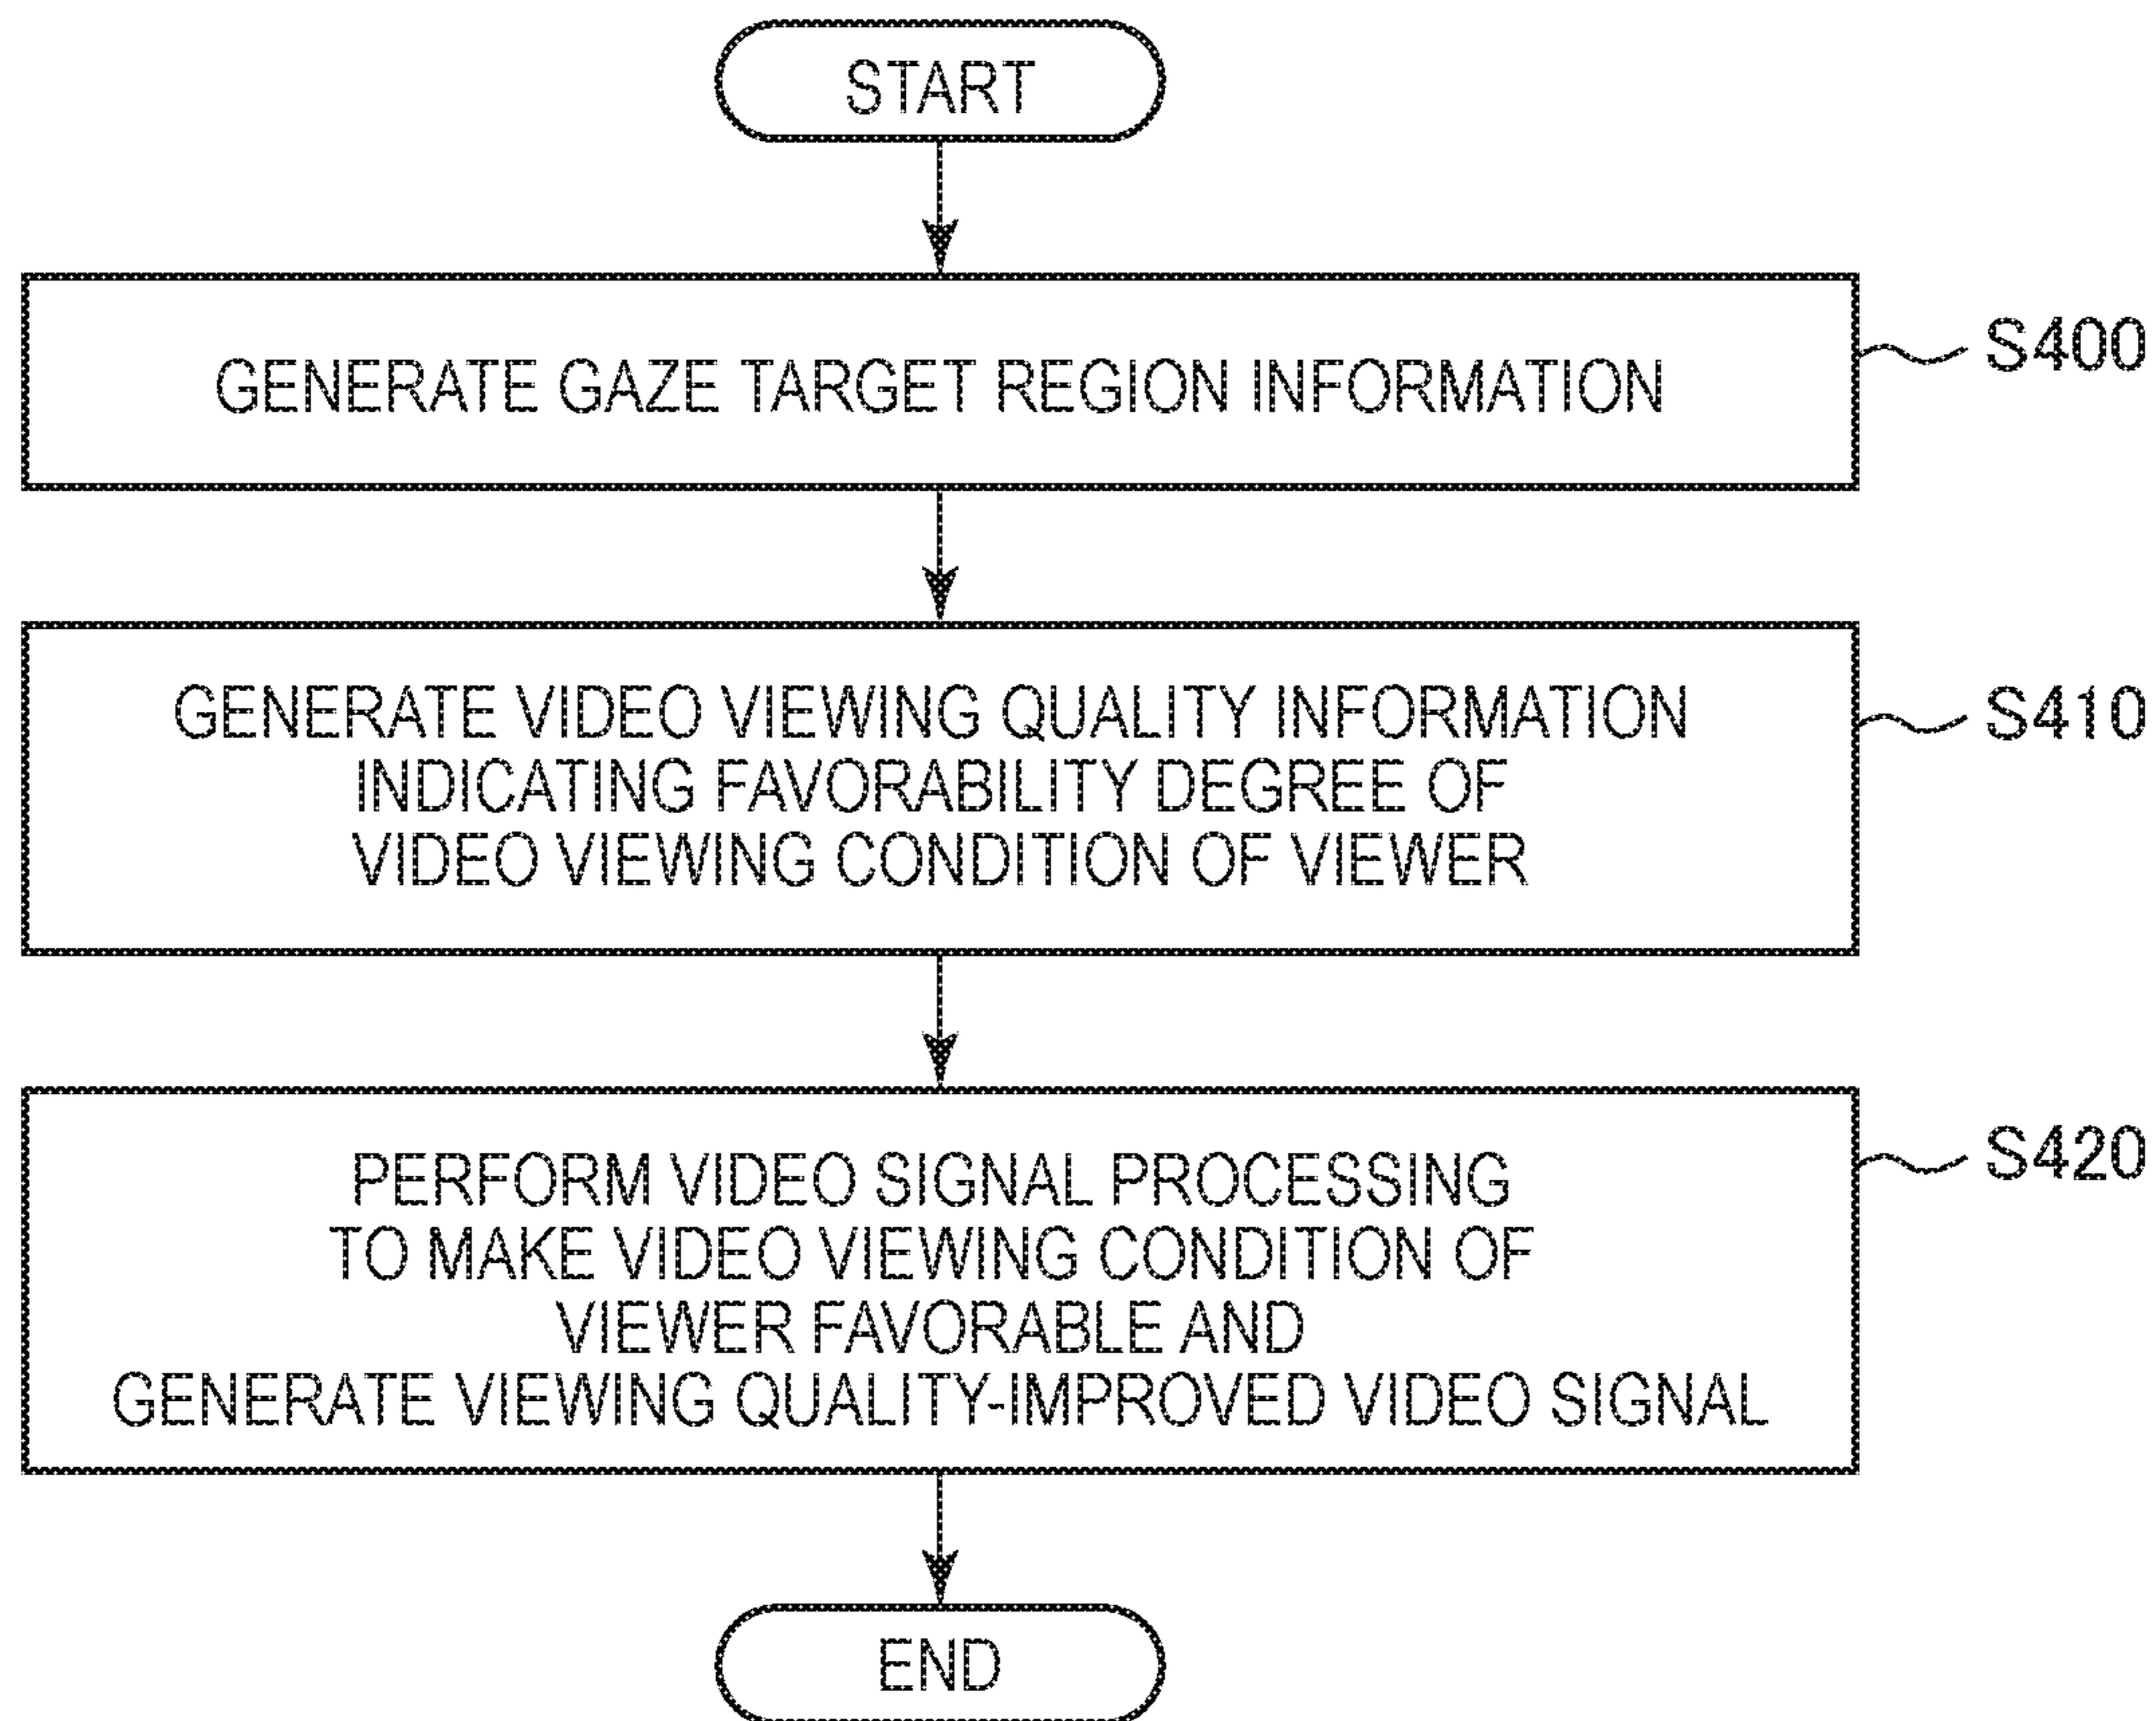 START
GENERATE GAZE TARGET REGION INFORMATION
S400
GENERATE VIDEO VIEWING QUALITY INFORMATION
INDICATING FAVORABILITY DEGREE OF
VIDEO VIEWING CONDITION OF VIEWER
S410
PERFORM VIDEO SIGNAL PROCESSING
TO MAKE VIDEO VIEWING CONDITION OF
VIEWER FAVORABLE AND
GENERATE VIEWING QUALITY-IMPROVED VIDEO SIGNAL
S420
END